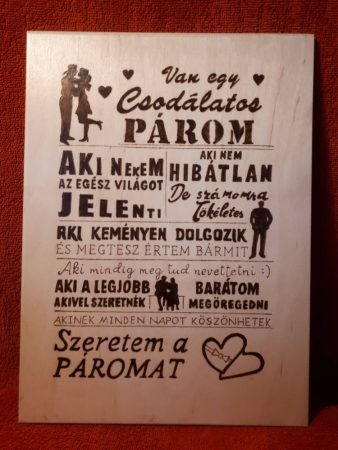 Van egy
Csodálatos
PÁROM
AKI NEKEM
AZ EGÉSZ VILÁGOT
JELENTI
AKI NEM
HIBÁTLAN
De számomra
Tökéletes
AKI KEMÉNYEN DOLGOZIK
ÉS MEGTESZ ÉRTEM BÁRMIT
Aki mindig meg tud nevettetni :)
AKI A LEGJOBB BARÁTOM
AKIVEL SZERETNÉK MEGÖREGEDNI
AKINEK MINDEN NAPOT KÖSZÖNHETEK
Szeretem a
PÁROMAT